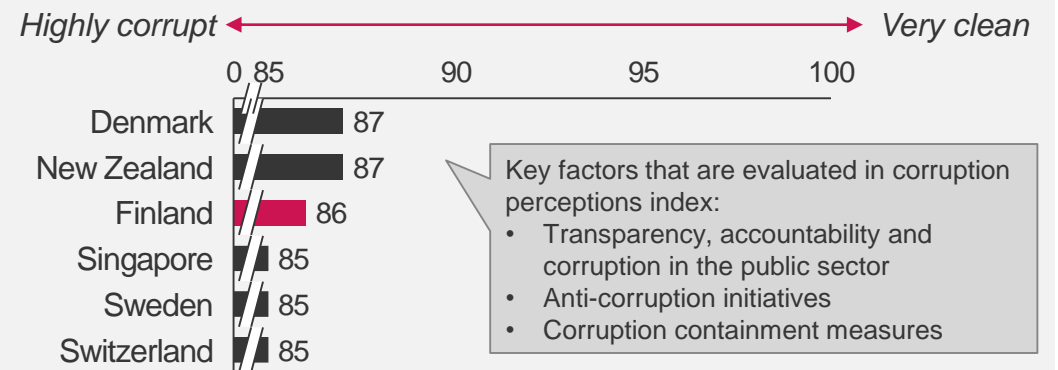 Highly corrupt Very clean
0 85 90 95 100
Denmark 87
New Zealand 87
Finland 86
Singapore 85
Sweden 85
Switzerland 85
Key factors that are evaluated in corruption
perceptions index:
• Transparency, accountability and
corruption in the public sector
• Anti-corruption initiatives
• Corruption containment measures